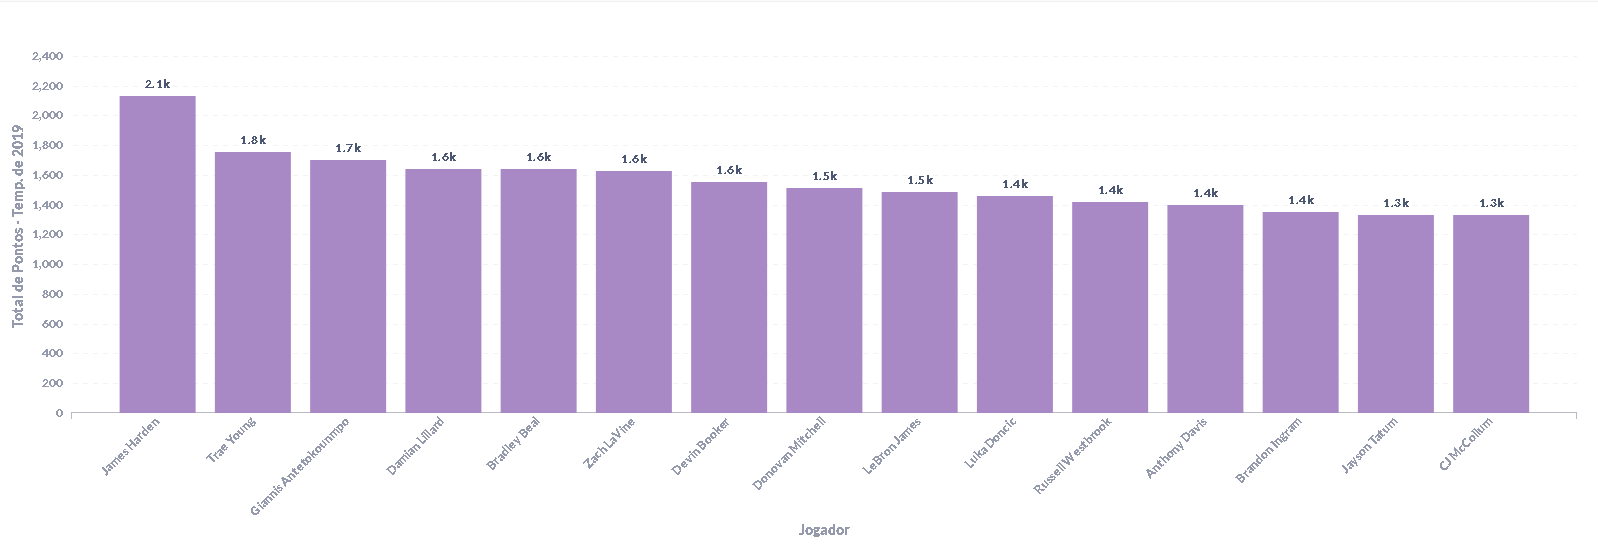 Total de Pontos - Temp. de 2019
2,400
2,200
2,000
1,800
1,600
1,400
1,200
1,000
800
600
400
200
0
2.1k
1.8k
1.7k
1.6k
1.6k
1.6k
1.6k
1.5k
1.5k
1.4k
1.4k
1.4k
1.4k
1.3k
1.3k
James Harden
Trae Young
Giannis Antetokounmpo
Damian Lillard
Bradley Beal
Zach LaVine
Devin Booker
Donovan Mitchell
LeBron James
Luka Doncic
Russell Westbrook
Anthony Davis
Brandon Ingram
Jayson Tatum
CJ McCollum
Jogador